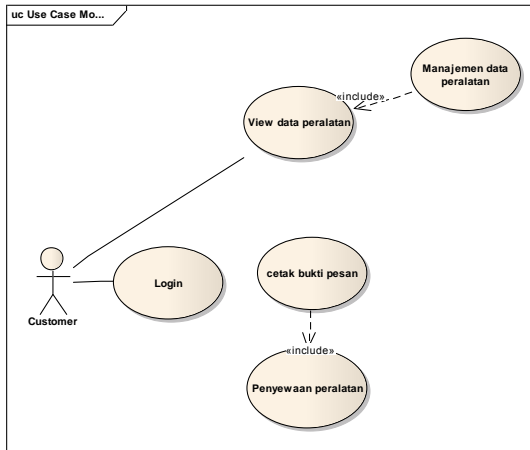 uc Use Case Mo...
Manajemen data
peralatan
«include»
View data peralatan
Login
cetak bukti pesan
Customer
«include»
Penyewaan peralatan